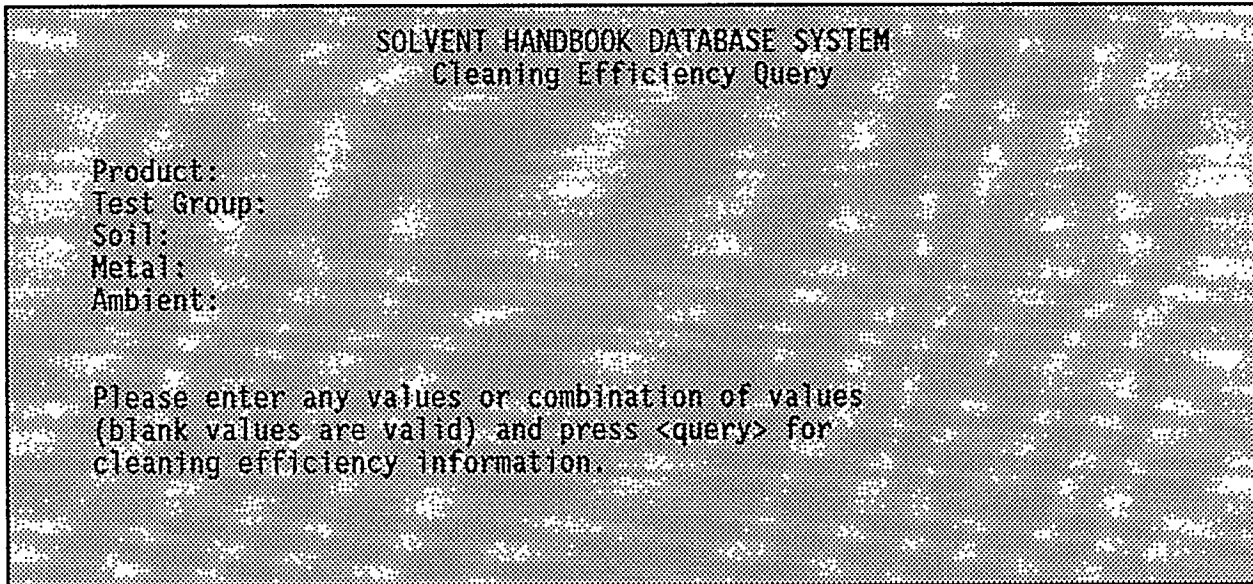 SOLVENT HANDBOOK DATABASE SYSTEM
Cleaning Efficiency Query
Product:
Test Group:
Soil:
Metal:
Ambient:
Please enter any values or combination of values
(blank values are valid) and press <query> for
cleaning efficiency information.